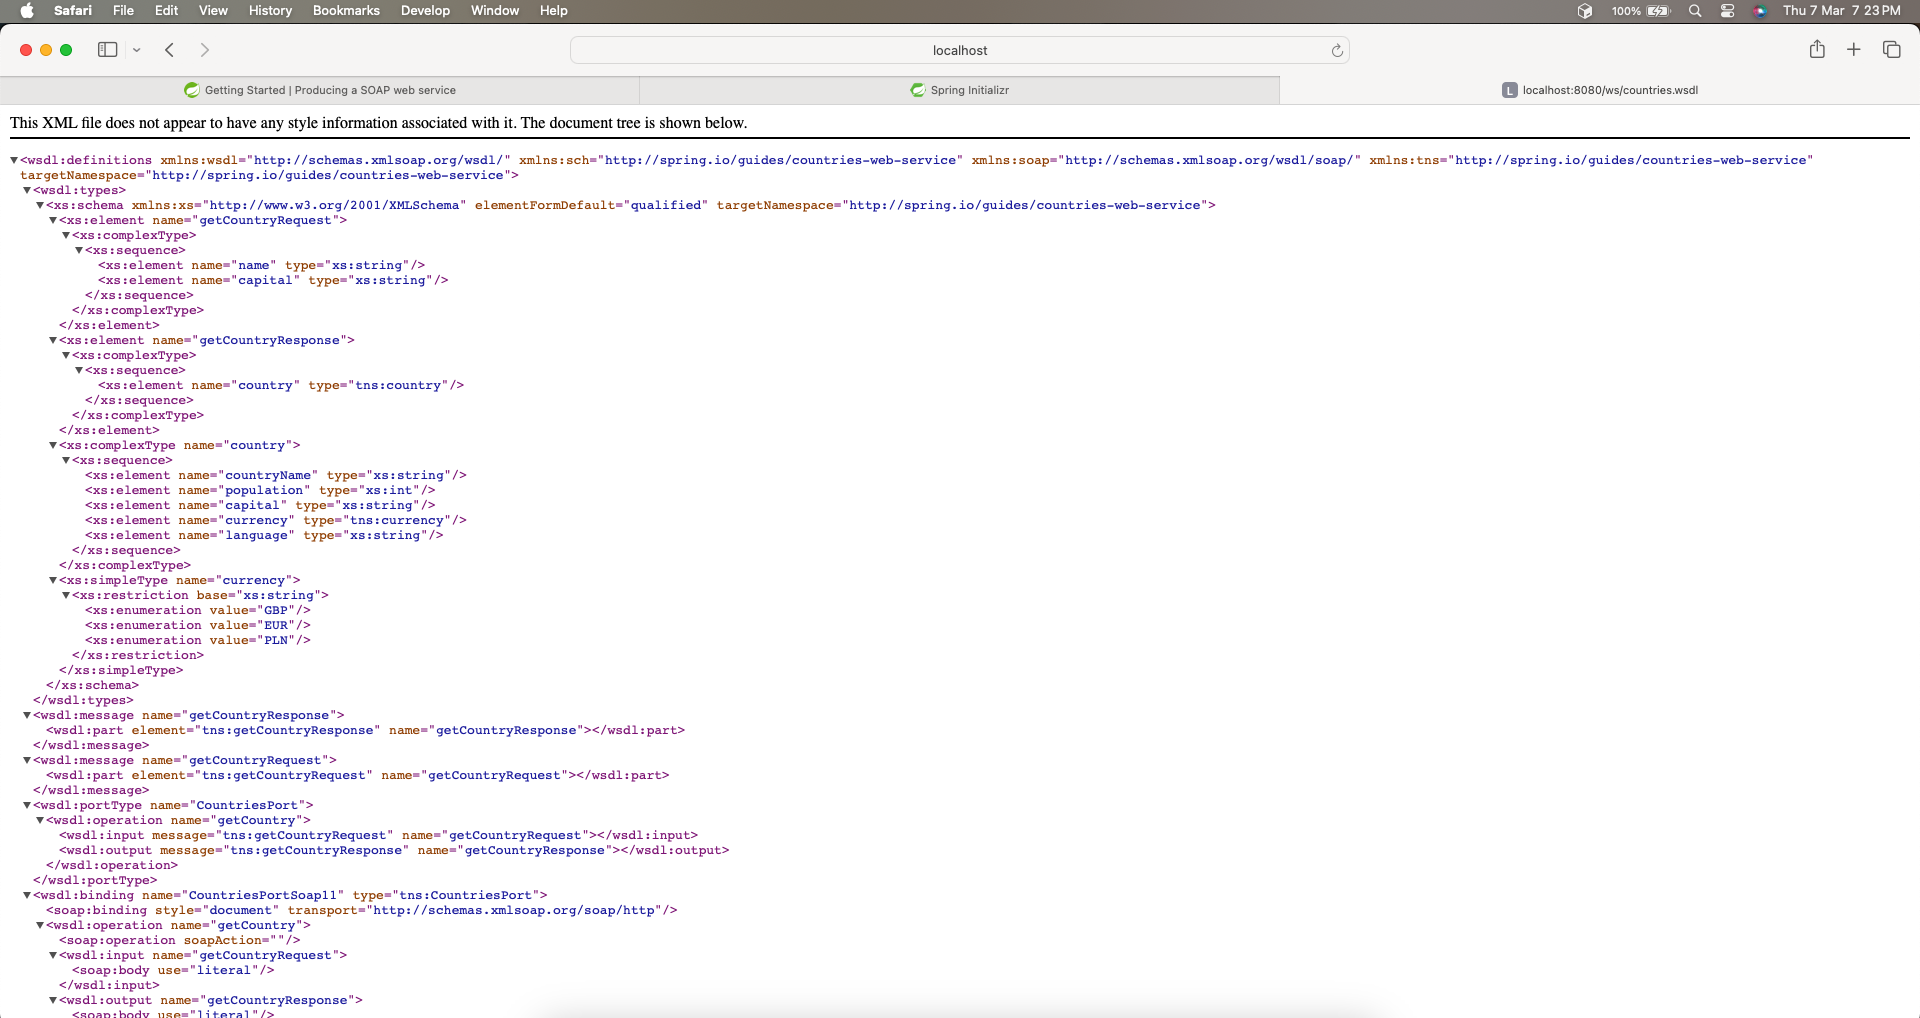 Safari File Edit View History Bookmarks Develop Window Help 100% Thu 7 Mar 7 23 PM
localhost
Getting Started | Producing a SOAP web service Spring Initializr L localhost:8080/ws/countries.wsdl
This XML file does not appear to have any style information associated with it. The document tree is shown below.
▼<wsdl:definitions xmlns:wsdl="http://schemas.xmlsoap.org/wsdl/" xmlns:sch="http://spring.io/guides/countries-web-service" xmlns:soap="http://schemas.xmlsoap.org/wsdl/soap/" xmlns:tns="http://spring.io/guides/countries-web-service"
targetNamespace="http://spring.io/guides/countries-web-service">
▼<wsdl:types>
▼<xs:schema xmlns:xs="http://www.w3.org/2001/XMLSchema" elementFormDefault="qualified" targetNamespace="http://spring.io/guides/countries-web-service">
▼<xs:element name="getCountryRequest">
▼<xs:complexType>
▼<xs:sequence>
<xs:element name="name" type="xs:string"/>
<xs:element name="capital" type="xs:string"/>
</xs:sequence>
</xs:complexType>
</xs:element>
▼<xs:element name="getCountryResponse">
▼<xs:complexType>
▼<xs:sequence>
<xs:element name="country" type="tns:country"/>
</xs:sequence>
</xs:complexType>
</xs:element>
▼<xs:complexType name="country">
▼<xs:sequence>
<xs:element name="countryName" type="xs:string"/>
<xs:element name="population" type="xs:int"/>
<xs:element name="capital" type="xs:string"/>
<xs:element name="currency" type="tns:currency"/>
<xs:element name="language" type="xs:string"/>
</xs:sequence>
</xs:complexType>
▼<xs:simpleType name="currency">
▼<xs:restriction base="xs:string">
<xs:enumeration value="GBP"/>
<xs:enumeration value="EUR"/>
<xs:enumeration value="PLN"/>
</xs:restriction>
</xs:simpleType>
</xs:schema>
</wsdl:types>
▼<wsdl:message name="getCountryResponse">
<wsdl:part element="tns:getCountryResponse" name="getCountryResponse"></wsdl:part>
</wsdl:message>
▼<wsdl:message name="getCountryRequest">
<wsdl:part element="tns:getCountryRequest" name="getCountryRequest"></wsdl:part>
</wsdl:message>
▼<wsdl:portType name="CountriesPort">
▼<wsdl:operation name="getCountry">
<wsdl:input message="tns:getCountryRequest" name="getCountryRequest"></wsdl:input>
<wsdl:output message="tns:getCountryResponse" name="getCountryResponse"></wsdl:output>
</wsdl:operation>
</wsdl:portType>
▼<wsdl:binding name="CountriesPortSoap11" type="tns:CountriesPort">
<soap:binding style="document" transport="http://schemas.xmlsoap.org/soap/http"/>
▼<wsdl:operation name="getCountry">
<soap:operation soapAction=""/>
▼<wsdl:input name="getCountryRequest">
<soap:body use="literal"/>
</wsdl:input>
▼<wsdl:output name="getCountryResponse">
<soap:body use="literal"/>